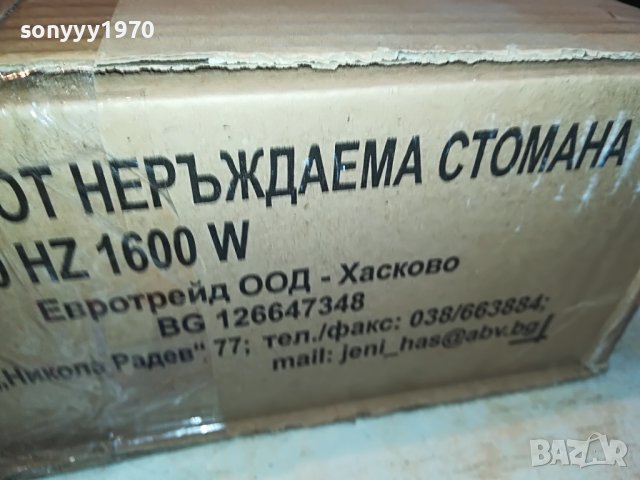 sonyyy1970
ОТ НЕРЪЖДАЕМА СТОМАНА
HZ 1600 W
Евротрейд ООД - Хасково
BG 126647348
„Никола Радев“ 77; тел./факс: 038/663884;
mail: jeni_has@abv.bg
BAZAR